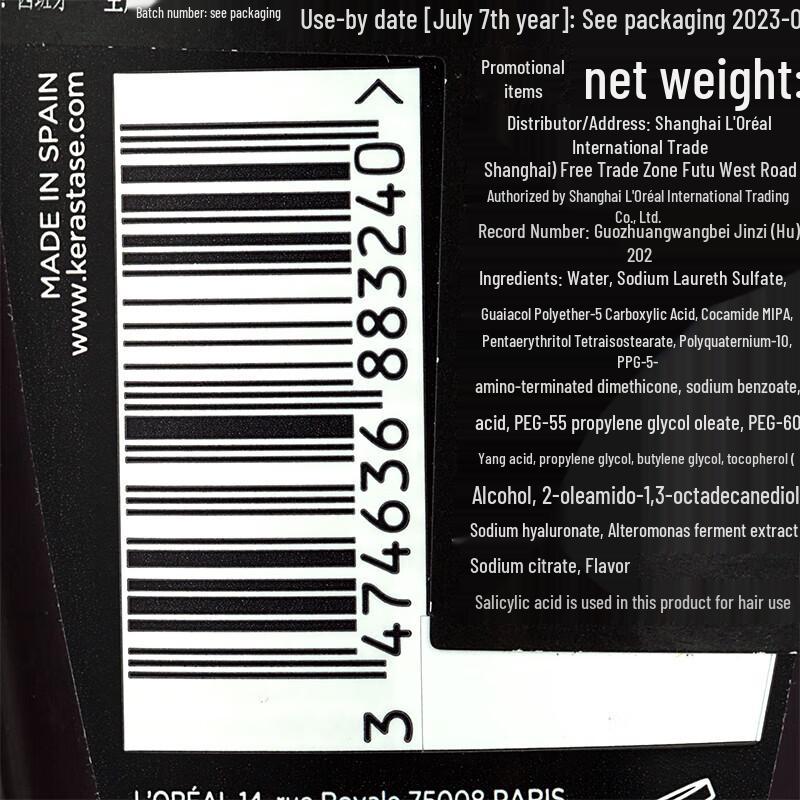 Batch number: see packaging
Use-by date [July 7th year]: See packaging 2023-0
Promotional
items
net weight:
Distributor/Address: Shanghai L'Oréal
International Trade
Shanghai) Free Trade Zone Futu West Road
Authorized by Shanghai L'Oréal International Trading
Co., Ltd.
Record Number: Guozhuangwangbei Jinzi (Hu)
202
Ingredients: Water, Sodium Laureth Sulfate,
Guaiacol Polyether-5 Carboxylic Acid, Cocamide MIPA,
Pentaerythritol Tetraisostearate, Polyquaternium-10,
PPG-5-
amino-terminated dimethicone, sodium benzoate,
acid, PEG-55 propylene glycol oleate, PEG-60
Yang acid, propylene glycol, butylene glycol, tocopherol (
Alcohol, 2-oleamido-1,3-octadecanediol
Sodium hyaluronate, Alteromonas ferment extract
Sodium citrate, Flavor
Salicylic acid is used in this product for hair use
MADE IN SPAIN
www.kerastase.com
3 474636 883240 >
L'ORÉAL 14, rue Royale 75008 PARIS